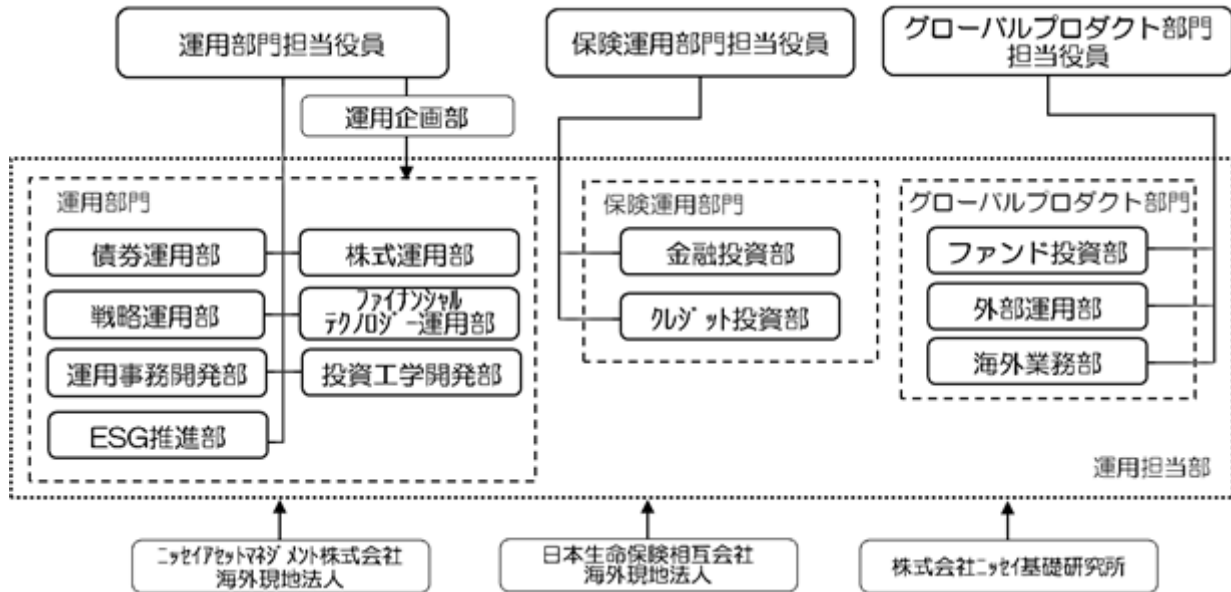 運用部門担当役員
保険運用部門担当役員
グローバルプロダクト部門
担当役員
運用企画部
運用部門
債券運用部
株式運用部
戦略運用部
ファイナンシャル
テクノロジー運用部
運用事務開発部
投資工学開発部
ESG推進部
保険運用部門
金融投資部
クレジット投資部
グローバルプロダクト部門
ファンド投資部
外部運用部
海外業務部
運用担当部
ニッセイアセットマネジメント株式会社
海外現地法人
日本生命保険相互会社
海外現地法人
株式会社ニッセイ基礎研究所